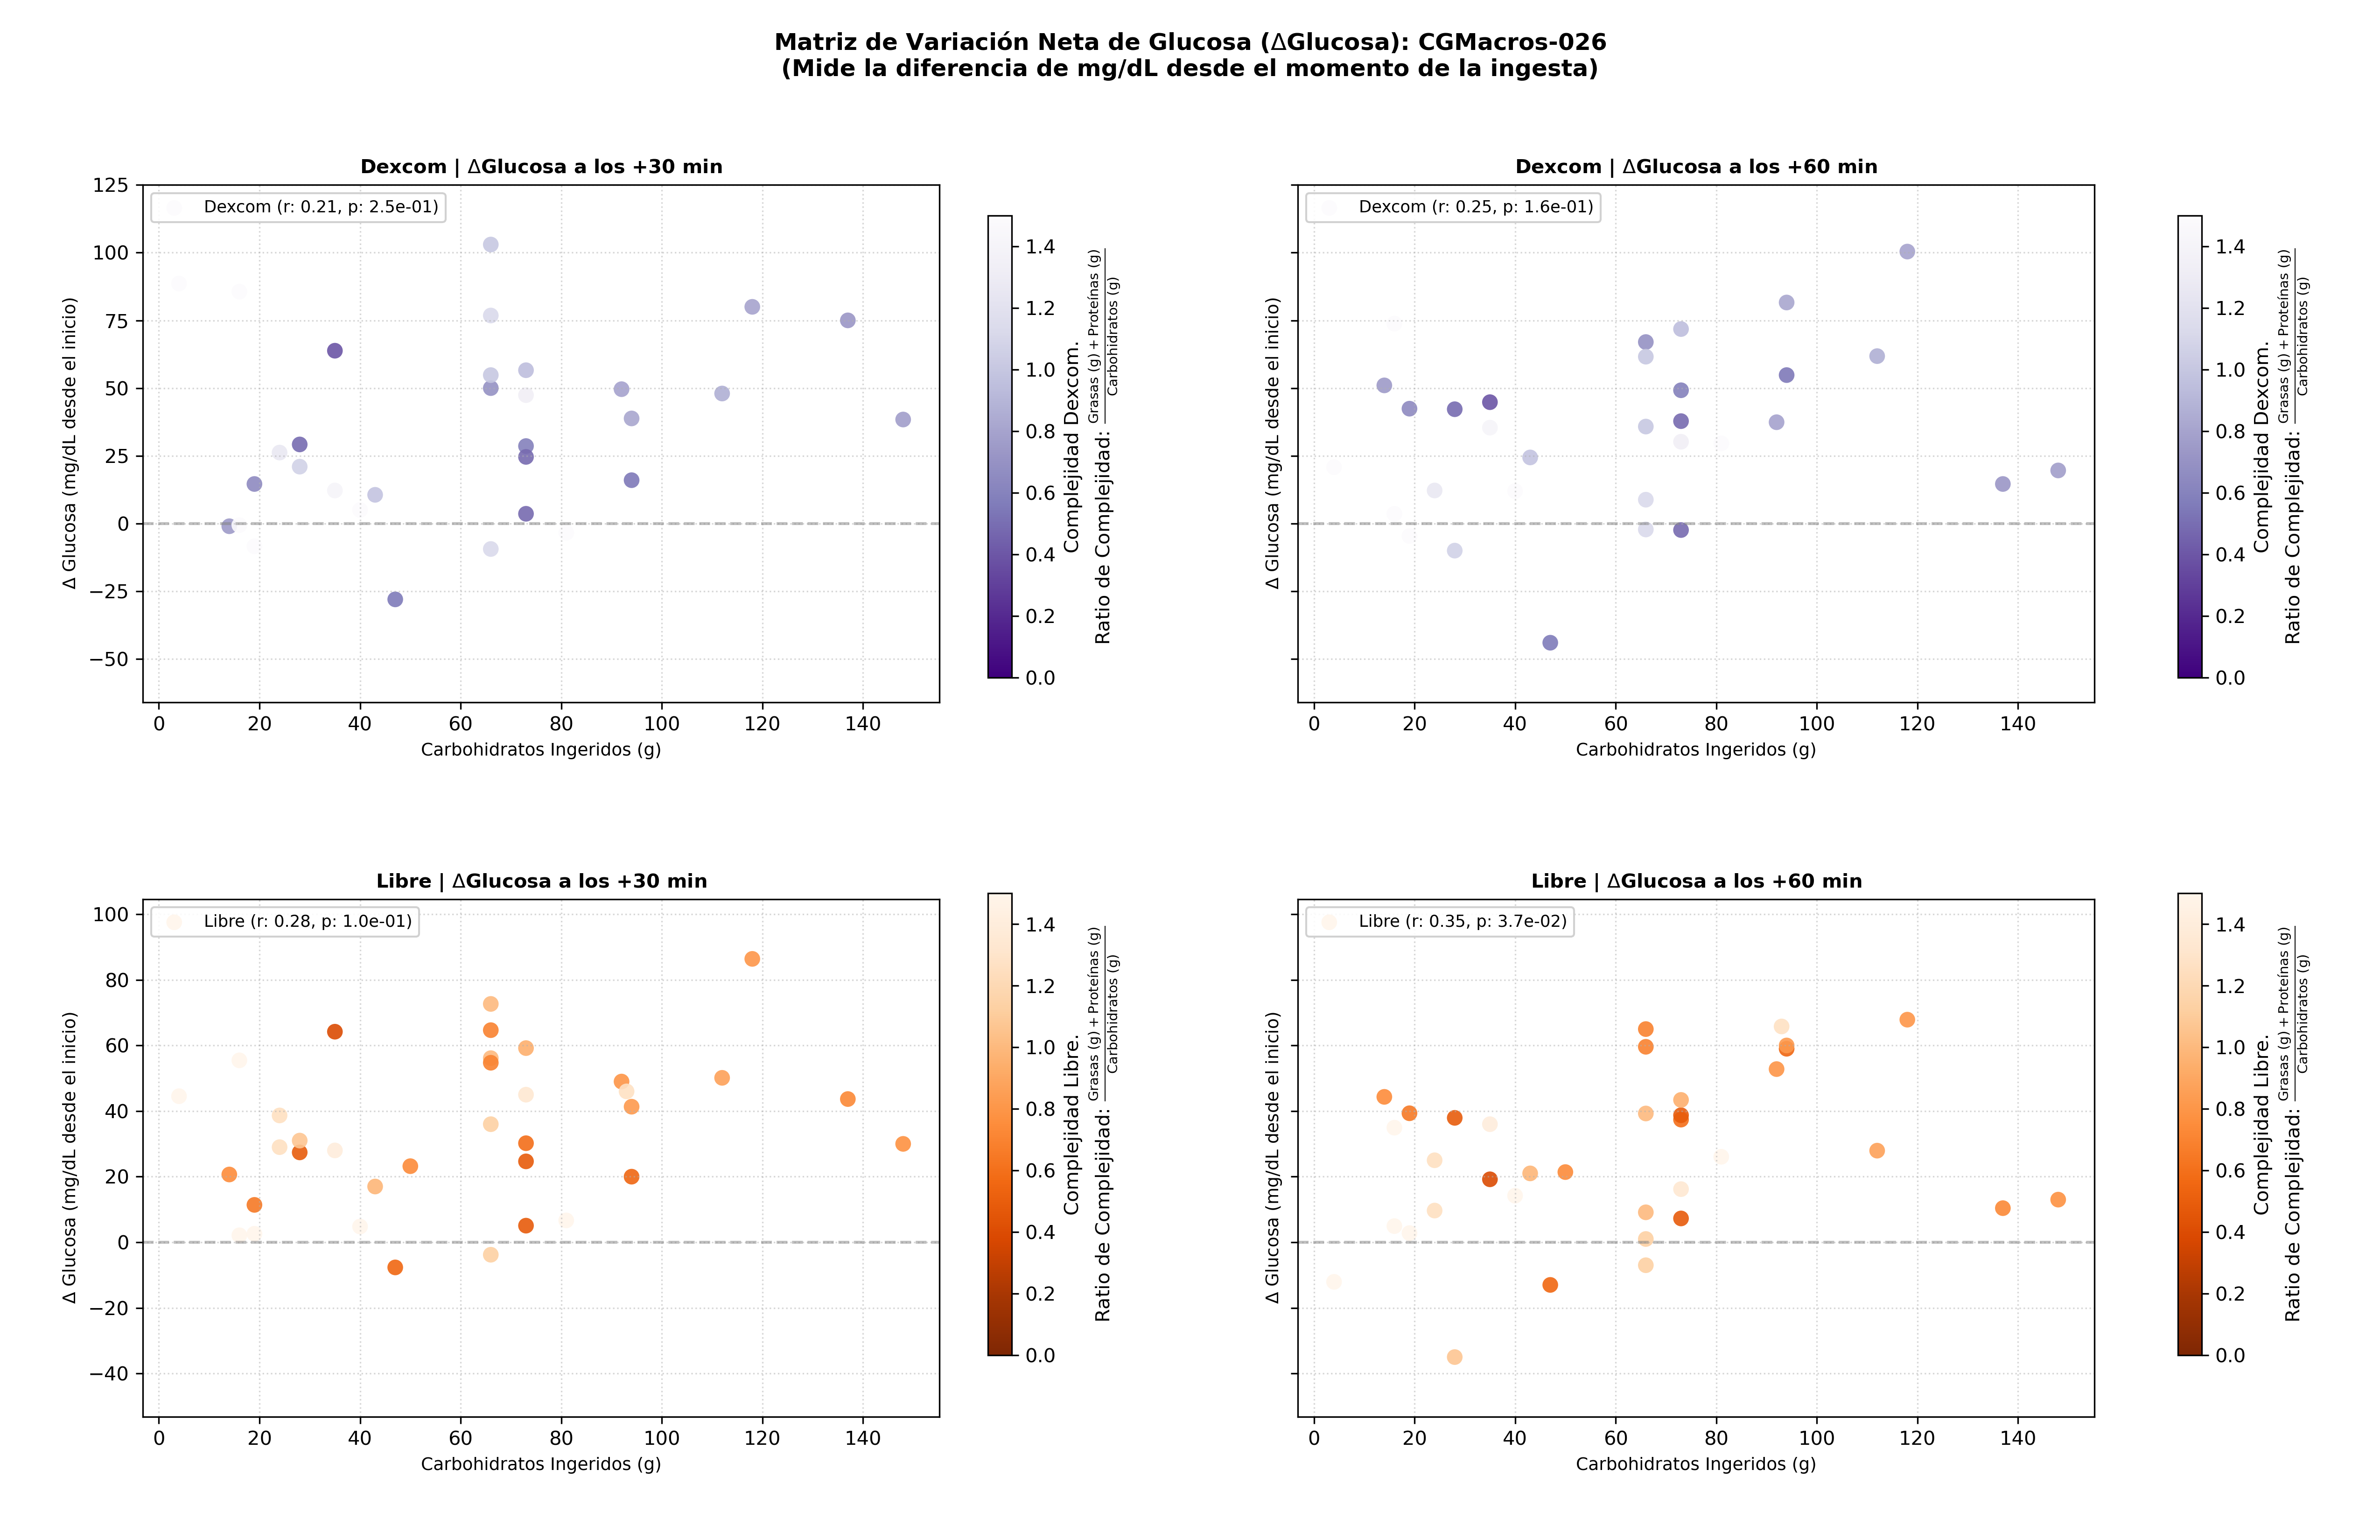 Matriz de Variación Neta de Glucosa (ΔGlucosa): CGMacros-026
(Mide la diferencia de mg/dL desde el momento de la ingesta)
Dexcom | ΔGlucosa a los +30 min
Dexcom (r: 0.21, p: 2.5e-01)
125
100
75
50
25
0
−25
−50
Δ Glucosa (mg/dL desde el inicio)
0 20 40 60 80 100 120 140
Carbohidratos Ingeridos (g)
1.4
1.2
1.0
0.8
0.6
0.4
0.2
0.0
Complejidad Dexcom.
Ratio de Complejidad: Grasas (g) + Proteínas (g)
Carbohidratos (g)
Dexcom | ΔGlucosa a los +60 min
Dexcom (r: 0.25, p: 1.6e-01)
Δ Glucosa (mg/dL desde el inicio)
0 20 40 60 80 100 120 140
Carbohidratos Ingeridos (g)
1.4
1.2
1.0
0.8
0.6
0.4
0.2
0.0
Complejidad Dexcom.
Ratio de Complejidad: Grasas (g) + Proteínas (g)
Carbohidratos (g)
Libre | ΔGlucosa a los +30 min
Libre (r: 0.28, p: 1.0e-01)
100
80
60
40
20
0
−20
−40
Δ Glucosa (mg/dL desde el inicio)
0 20 40 60 80 100 120 140
Carbohidratos Ingeridos (g)
1.4
1.2
1.0
0.8
0.6
0.4
0.2
0.0
Complejidad Libre.
Ratio de Complejidad: Grasas (g) + Proteínas (g)
Carbohidratos (g)
Libre | ΔGlucosa a los +60 min
Libre (r: 0.35, p: 3.7e-02)
Δ Glucosa (mg/dL desde el inicio)
0 20 40 60 80 100 120 140
Carbohidratos Ingeridos (g)
1.4
1.2
1.0
0.8
0.6
0.4
0.2
0.0
Complejidad Libre.
Ratio de Complejidad: Grasas (g) + Proteínas (g)
Carbohidratos (g)